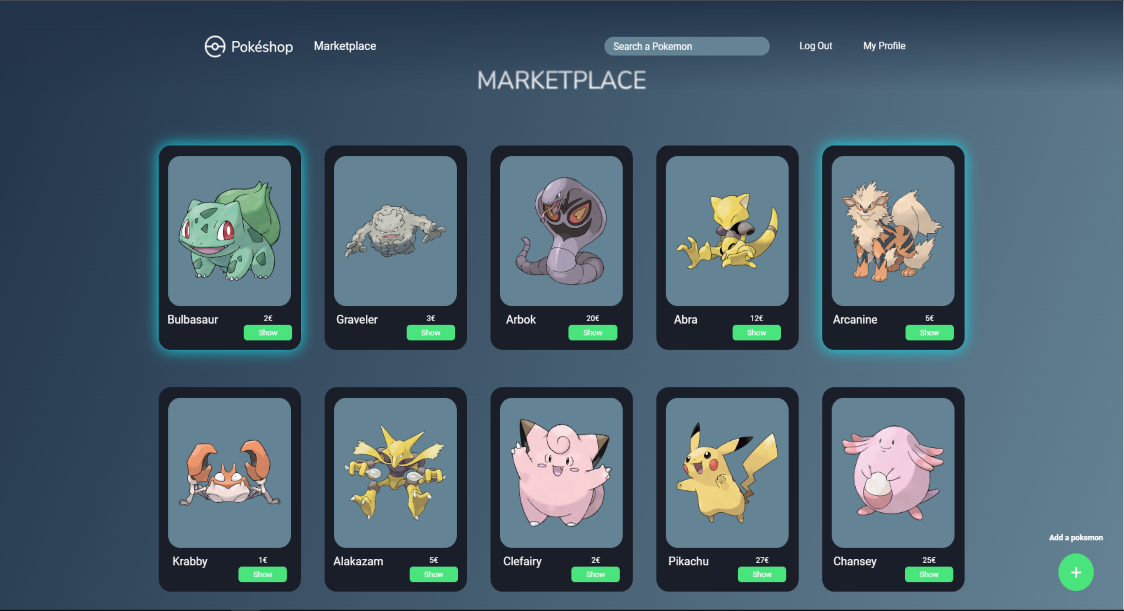 Pokéshop
Marketplace
Search a Pokemon
Log Out
My Profile
MARKETPLACE
Bulbasaur
2€
Show
Graveler
3€
Show
Arbok
20€
Show
Abra
12€
Show
Arcanine
5€
Show
Krabby
1€
Show
Alakazam
5€
Show
Clefairy
2€
Show
Pikachu
27€
Show
Chansey
25€
Show
Add a pokemon
+